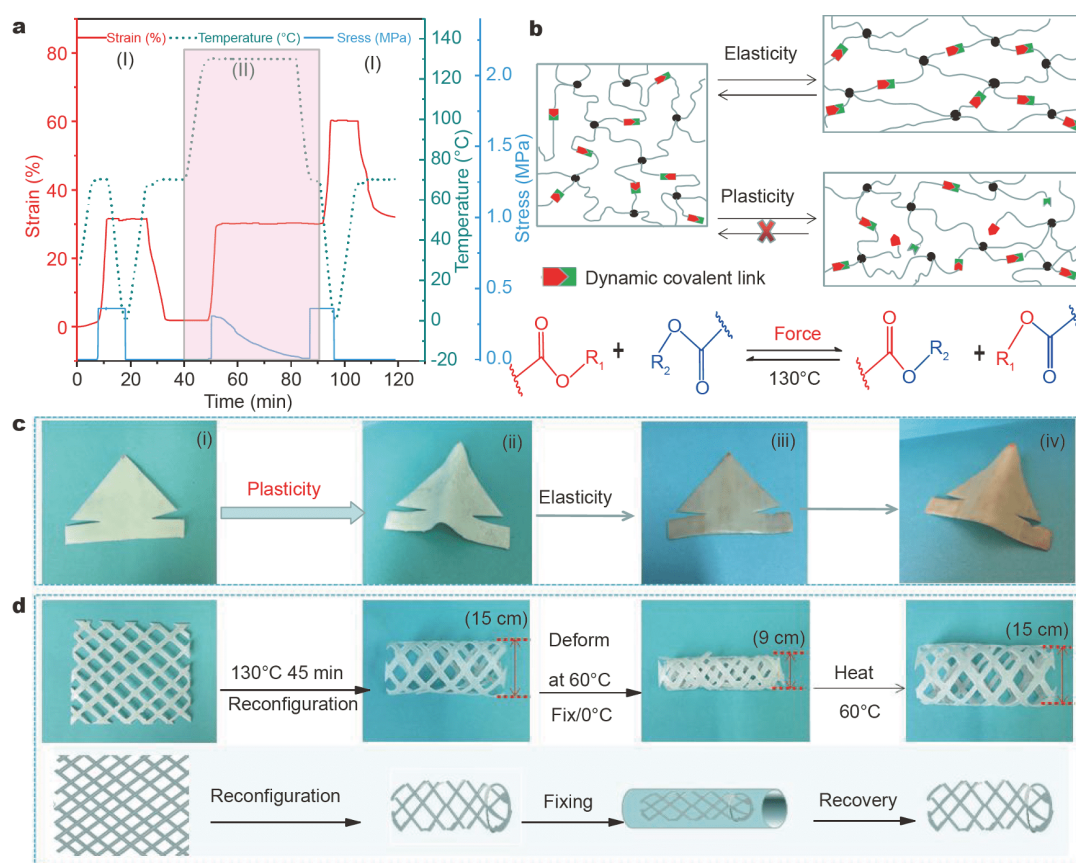 a
Strain (%)
Temperature (°C)
Sress (MPa)
(I)
(II)
(I)
80
60
40
20
0
Strain (%)
0
20
40
60
80
100
120
Time (min)
140
120
100
80
60
40
20
0
-20
Temperature (°C)
2.0
1.5
1.0
0.5
0.0
Stress (MPa)
b
Elasticity
Plasticity
X
Dynamic covalent link
O
O
R1
+
O
R2
O
Force
130°C
O
O
R2
+
O
R1
O
c
(i)
Plasticity
(ii)
Elasticity
(iii)
(iv)
d
130°C 45 min
Reconfiguration
(15 cm)
Deform
at 60°C
Fix/0°C
(9 cm)
Heat
60°C
(15 cm)
Reconfiguration
Fixing
Recovery